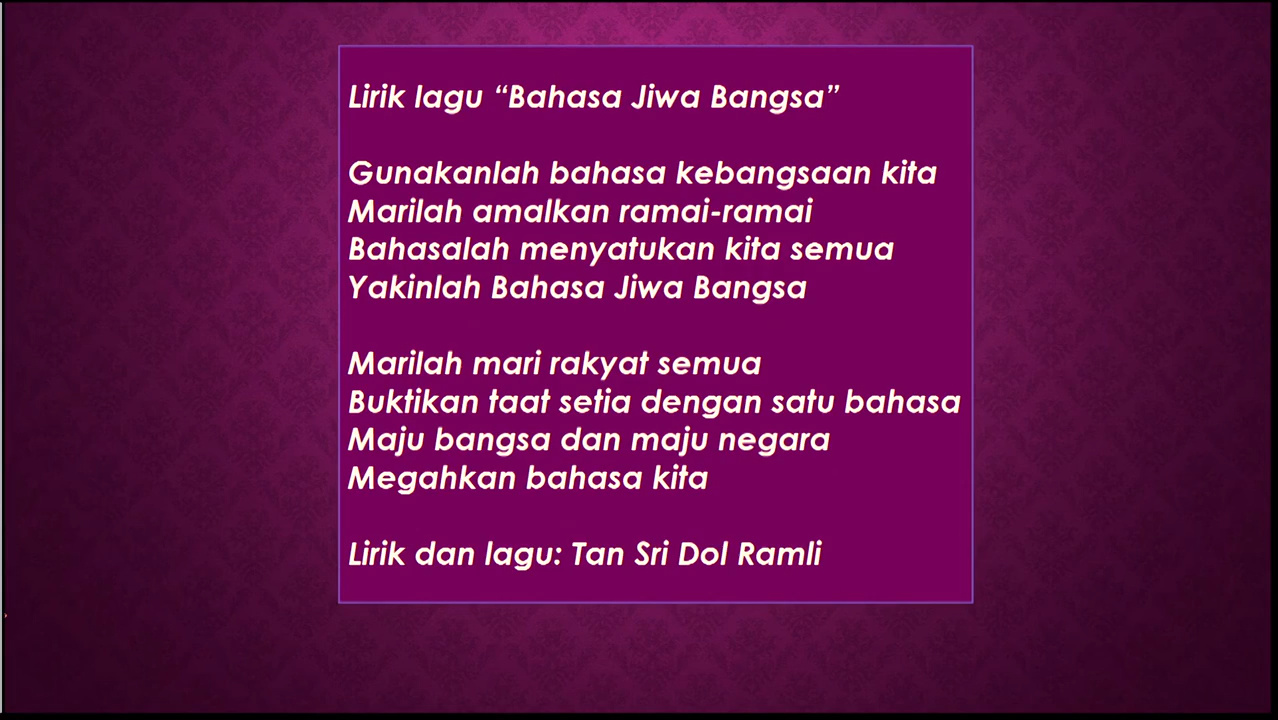 Lirik lagu “Bahasa Jiwa Bangsa”
Gunakanlah bahasa kebangsaan kita
Marilah amalkan ramai-ramai
Bahasalah menyatukan kita semua
Yakinlah Bahasa Jiwa Bangsa
Marilah mari rakyat semua
Buktikan taat setia dengan satu bahasa
Maju bangsa dan maju negara
Megahkan bahasa kita
Lirik dan lagu: Tan Sri Dol Ramli